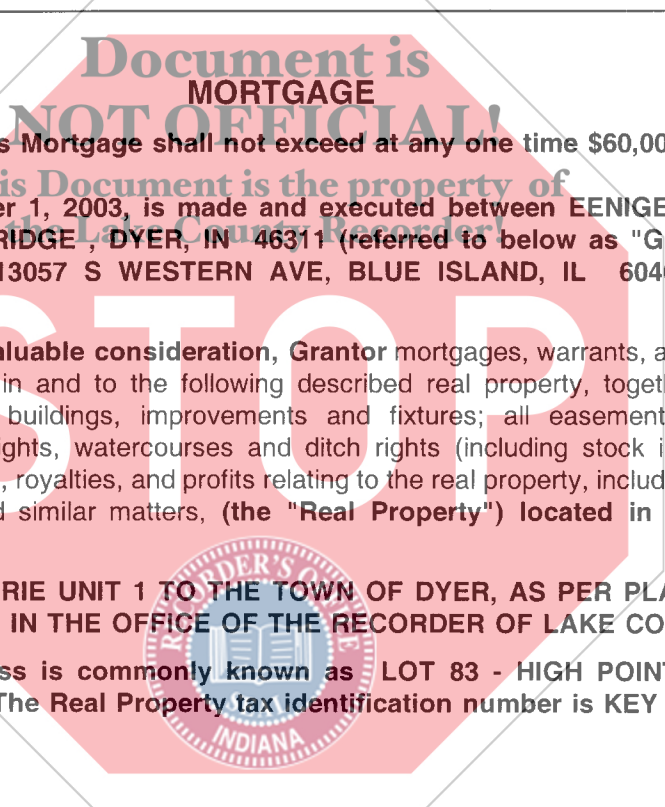 Document is
MORTGAGE
NOT OFFICIAL!
s Mortgage shall not exceed at any one time $60,00
is Document is the property of
er 1, 2003, is made and executed between EENIGE
the Lake County Recorder!
RIDGE , DYER, IN 46311 (referred to below as "G
13057 S WESTERN AVE, BLUE ISLAND, IL 604
STOP
aluable consideration, Grantor mortgages, warrants, a
in and to the following described real property, toget
buildings, improvements and fixtures; all easement
ights, watercourses and ditch rights (including stock i
, royalties, and profits relating to the real property, includ
d similar matters, (the "Real Property") located in
RIE UNIT 1 TO THE TOWN OF DYER, AS PER PLA
IN THE OFFICE OF THE RECORDER OF LAKE CO
ss is commonly known as LOT 83 - HIGH POINT
The Real Property tax identification number is KEY
RECORDER'S OFFICE
SEAL
INDIANA